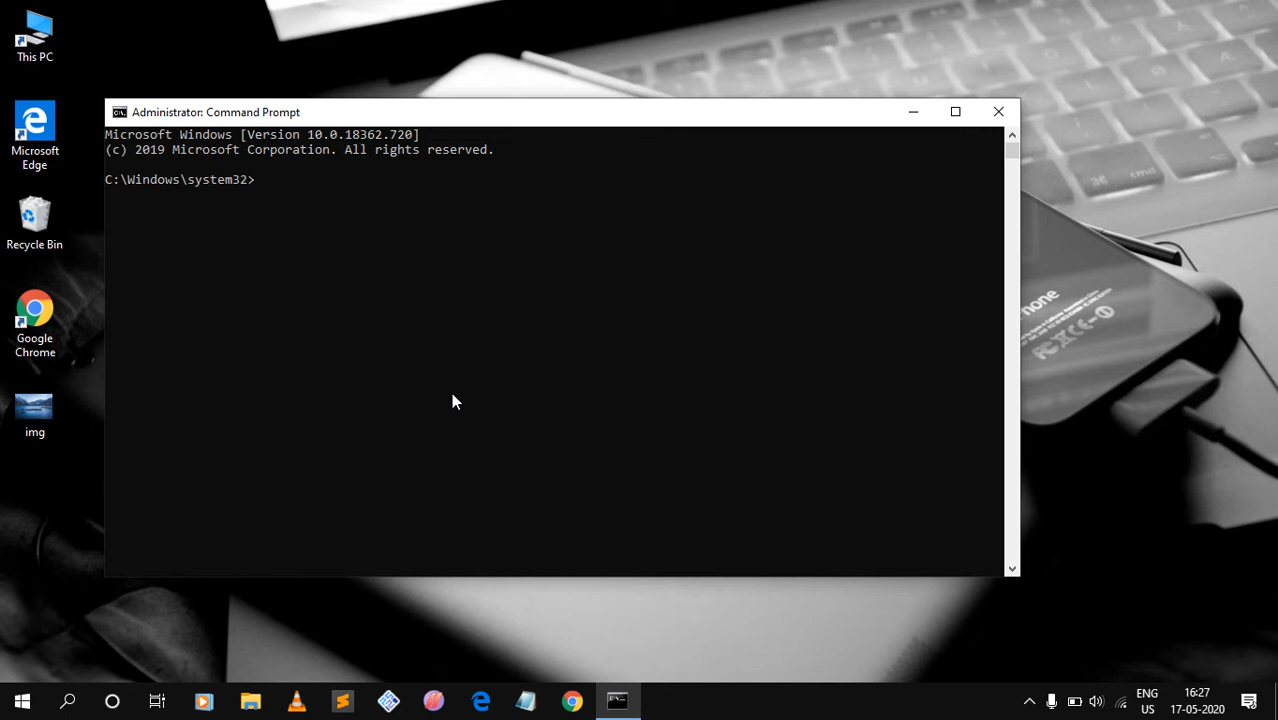 This PC
Microsoft
Edge
Recycle Bin
Google
Chrome
img
Administrator: Command Prompt
Microsoft Windows [Version 10.0.18362.720]
(c) 2019 Microsoft Corporation. All rights reserved.
C:\Windows\system32>
ENG
US
16:27
17-05-2020